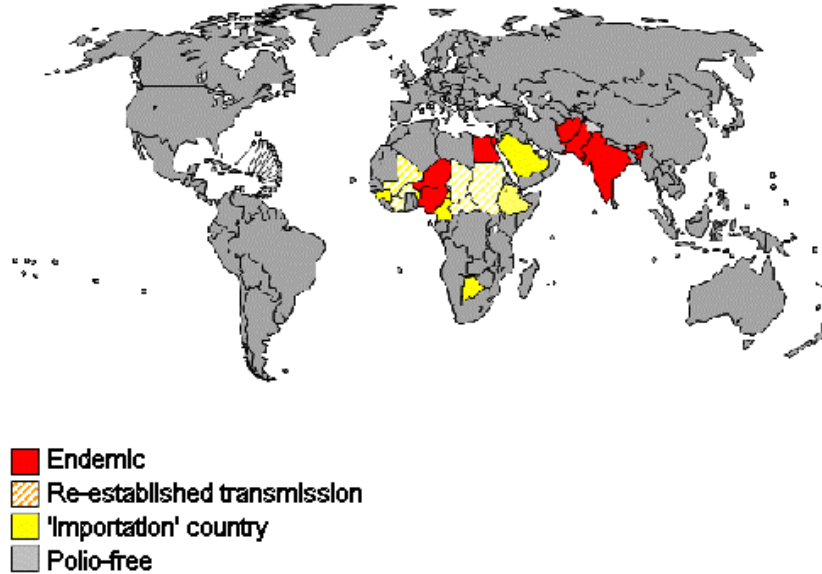 Endemic
Re-established transmission
'Importation' country
Polio-free